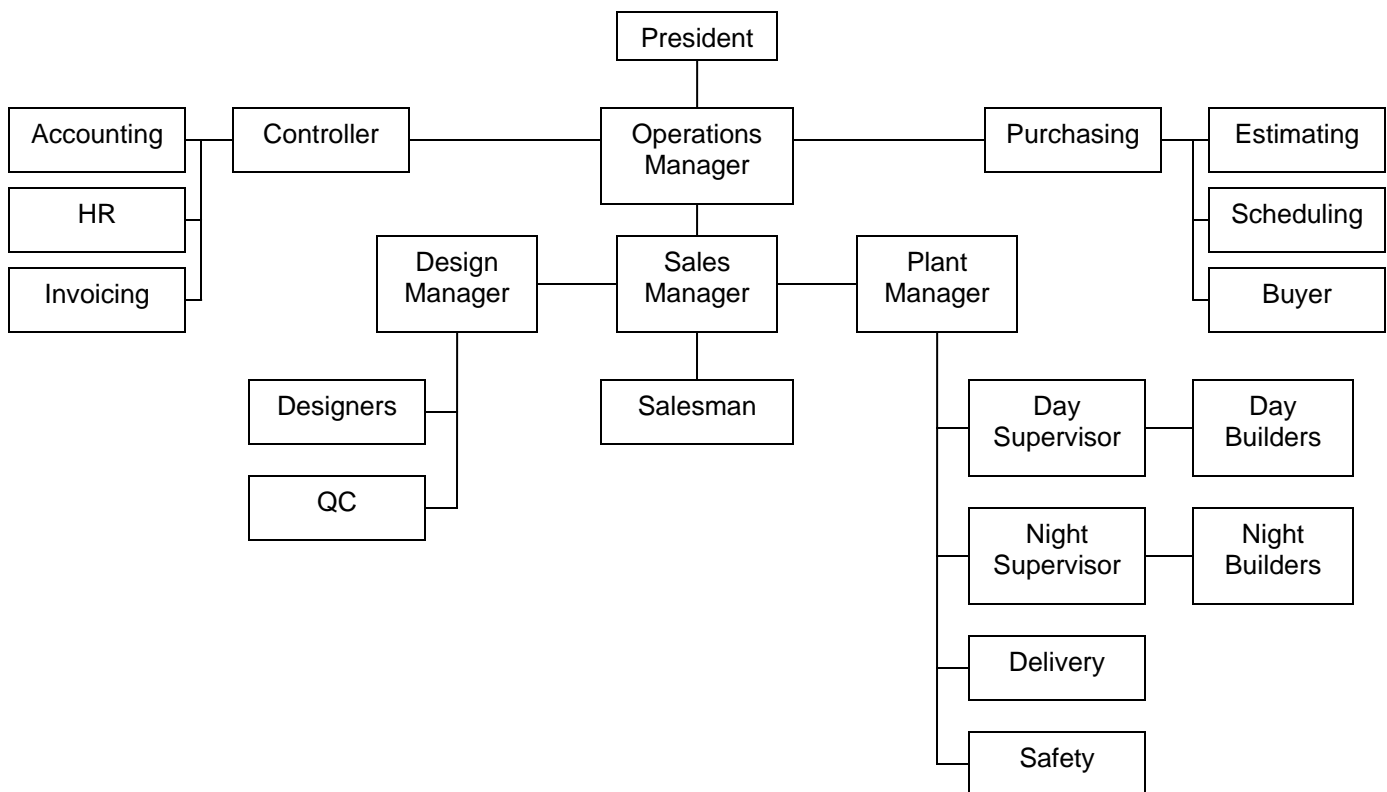 President
Accounting
Controller
Operations
Manager
Purchasing
Estimating
HR
Scheduling
Invoicing
Design
Manager
Sales
Manager
Plant
Manager
Buyer
Designers
Salesman
Day
Supervisor
Day
Builders
QC
Night
Supervisor
Night
Builders
Delivery
Safety